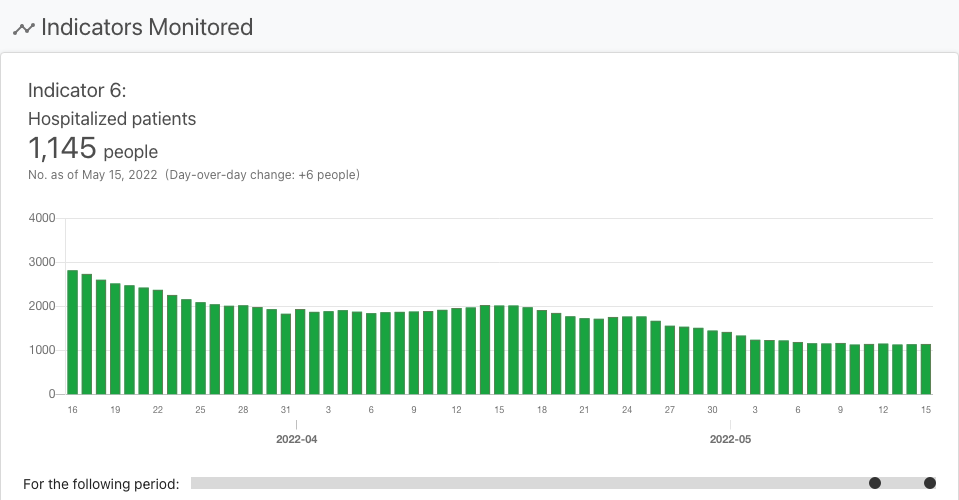 Indicators Monitored
Indicator 6:
Hospitalized patients
1,145 people
No. as of May 15, 2022 (Day-over-day change: +6 people)
4000
3000
2000
1000
0
16 19 22 25 28 31 3 6 9 12 15 18 21 24 27 30 3 6 9 12 15
2022-04 2022-05
For the following period: